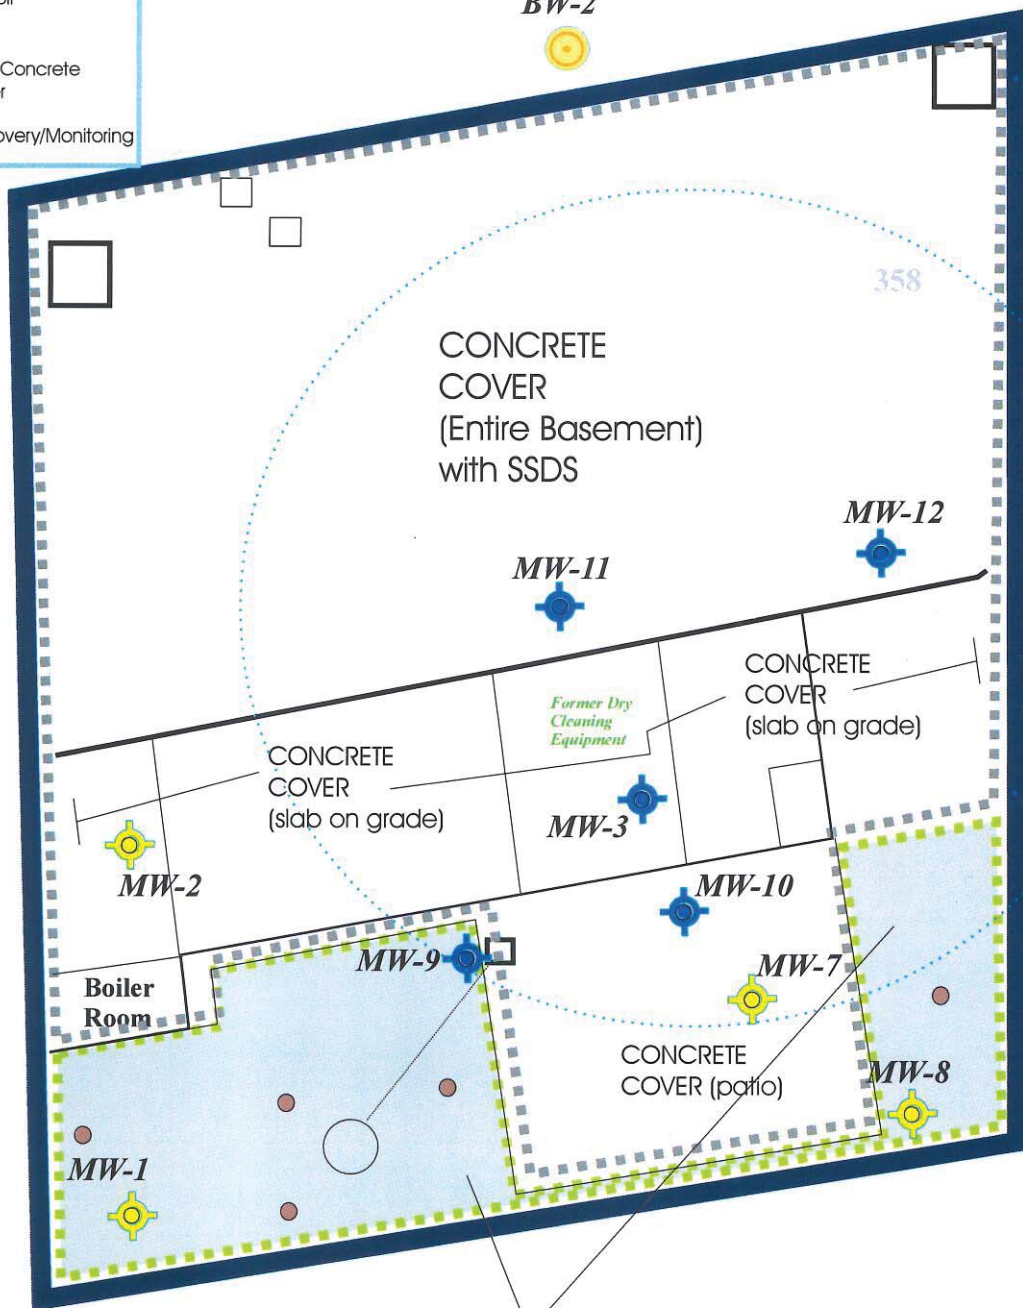 Concrete
overy/Monitoring
BW-2
358
CONCRETE
COVER
(Entire Basement)
with SSDS
MW-12
MW-11
CONCRETE
COVER
(slab on grade)
Former Dry
Cleaning
Equipment
CONCRETE
COVER
(slab on grade)
MW-3
MW-2
MW-10
MW-9
MW-7
Boiler
Room
CONCRETE
COVER (patio)
MW-8
MW-1